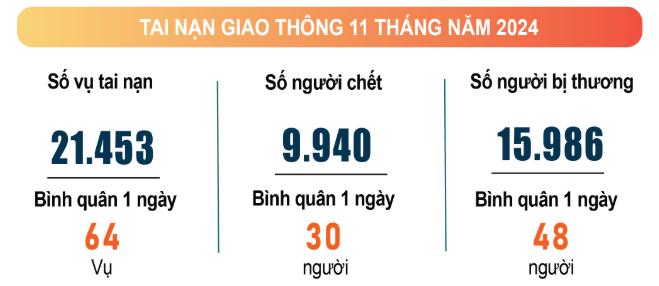 TAI NẠN GIAO THÔNG 11 THÁNG NĂM 2024
Số vụ tai nạn
21.453
Bình quân 1 ngày
64
Vụ
Số người chết
9.940
Bình quân 1 ngày
30
người
Số người bị thương
15.986
Bình quân 1 ngày
48
người